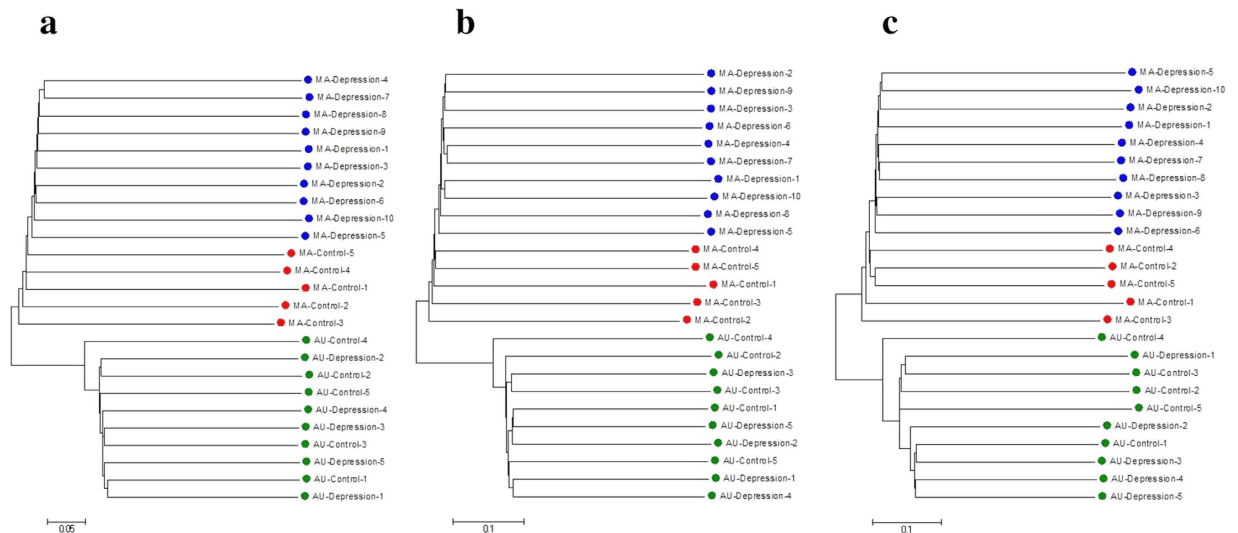 a
MA-Depression-4
MA-Depression-7
MA-Depression-8
MA-Depression-9
MA-Depression-1
MA-Depression-3
MA-Depression-2
MA-Depression-6
MA-Depression-10
MA-Depression-5
MA-Control-5
MA-Control-4
MA-Control-1
MA-Control-2
MA-Control-3
AU-Control-4
AU-Depression-2
AU-Control-2
AU-Control-5
AU-Depression-4
AU-Depression-3
AU-Control-3
AU-Depression-5
AU-Control-1
AU-Depression-1
0.05
b
MA-Depression-2
MA-Depression-9
MA-Depression-3
MA-Depression-6
MA-Depression-4
MA-Depression-7
MA-Depression-1
MA-Depression-10
MA-Depression-8
MA-Depression-5
MA-Control-4
MA-Control-5
MA-Control-1
MA-Control-3
MA-Control-2
AU-Control-4
AU-Control-2
AU-Depression-3
AU-Control-3
AU-Control-1
AU-Depression-5
AU-Depression-2
AU-Control-5
AU-Depression-1
AU-Depression-4
0.1
c
MA-Depression-5
MA-Depression-10
MA-Depression-2
MA-Depression-1
MA-Depression-4
MA-Depression-7
MA-Depression-8
MA-Depression-3
MA-Depression-9
MA-Depression-6
MA-Control-4
MA-Control-2
MA-Control-5
MA-Control-1
MA-Control-3
AU-Control-4
AU-Depression-1
AU-Control-3
AU-Control-2
AU-Control-5
AU-Depression-2
AU-Control-1
AU-Depression-3
AU-Depression-4
AU-Depression-5
0.1